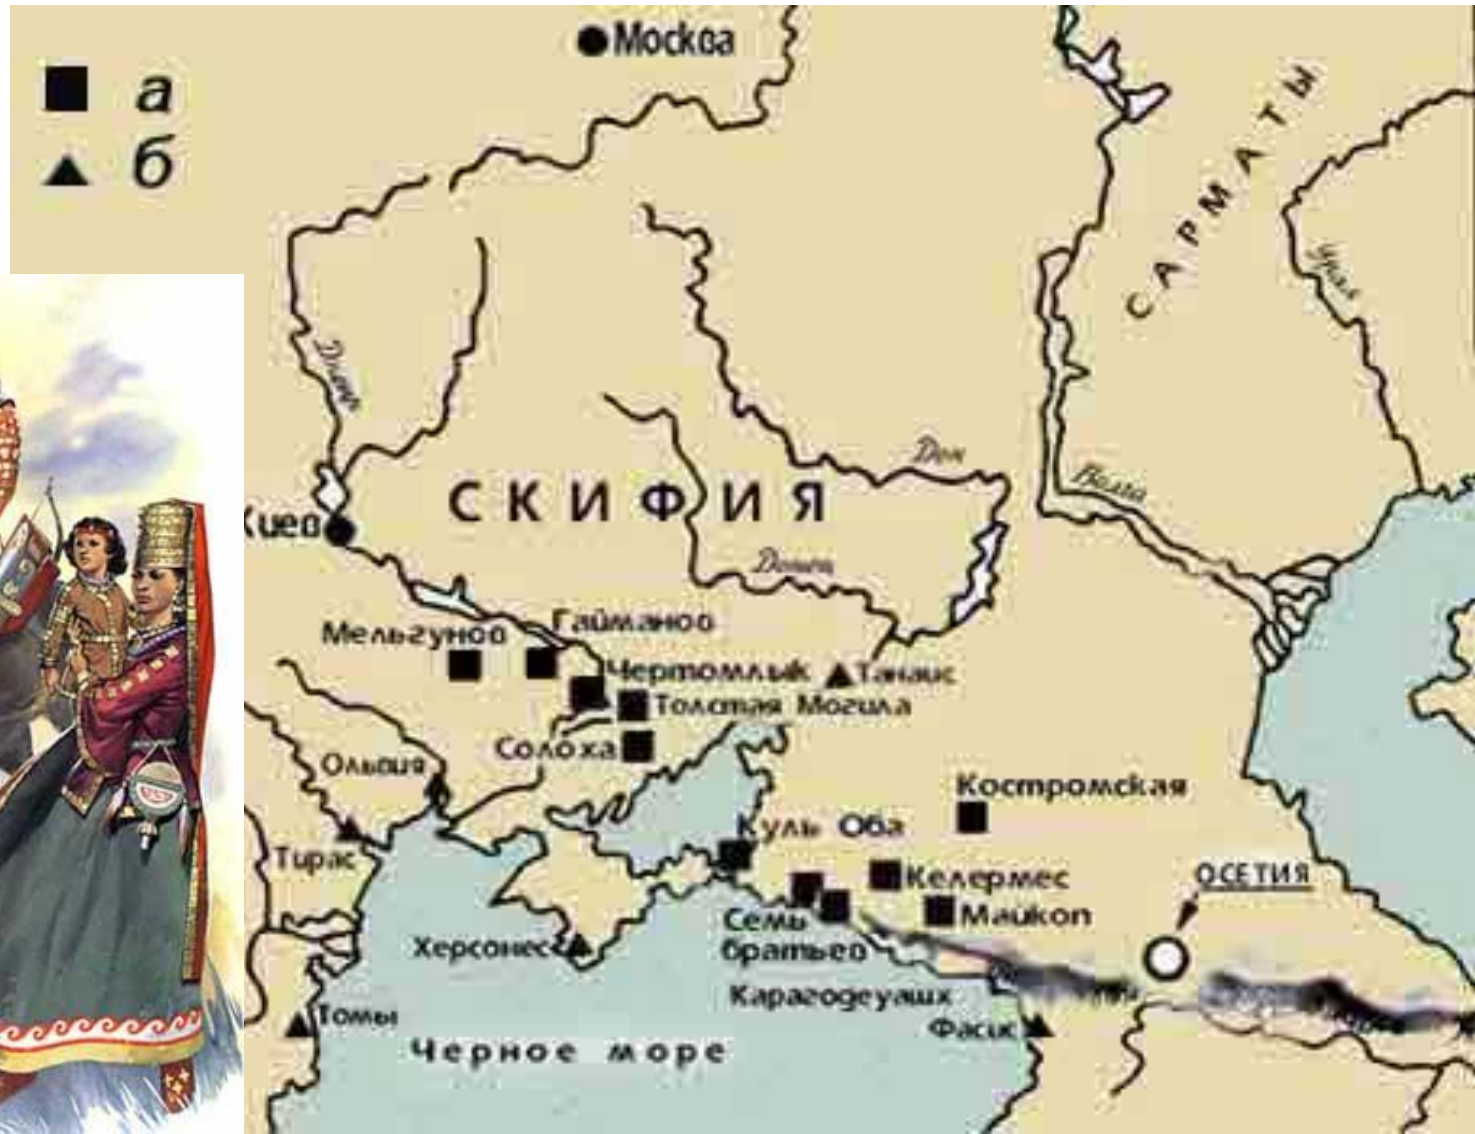 Москва
а
б
САРМАТЫ
Урал
Днепр
Дон
СКИФИЯ
Волга
Киев
Донец
Гайманов
Мельгунов
Чертомлык
Танаис
Толстая Могила
Солоха
Ольвия
Костромская
Куль Оба
Тирас
Келермес
ОСЕТИЯ
Майкоп
Семь
братьев
Херсонес
Карагодеуашх
Томы
Фасис
Черное море